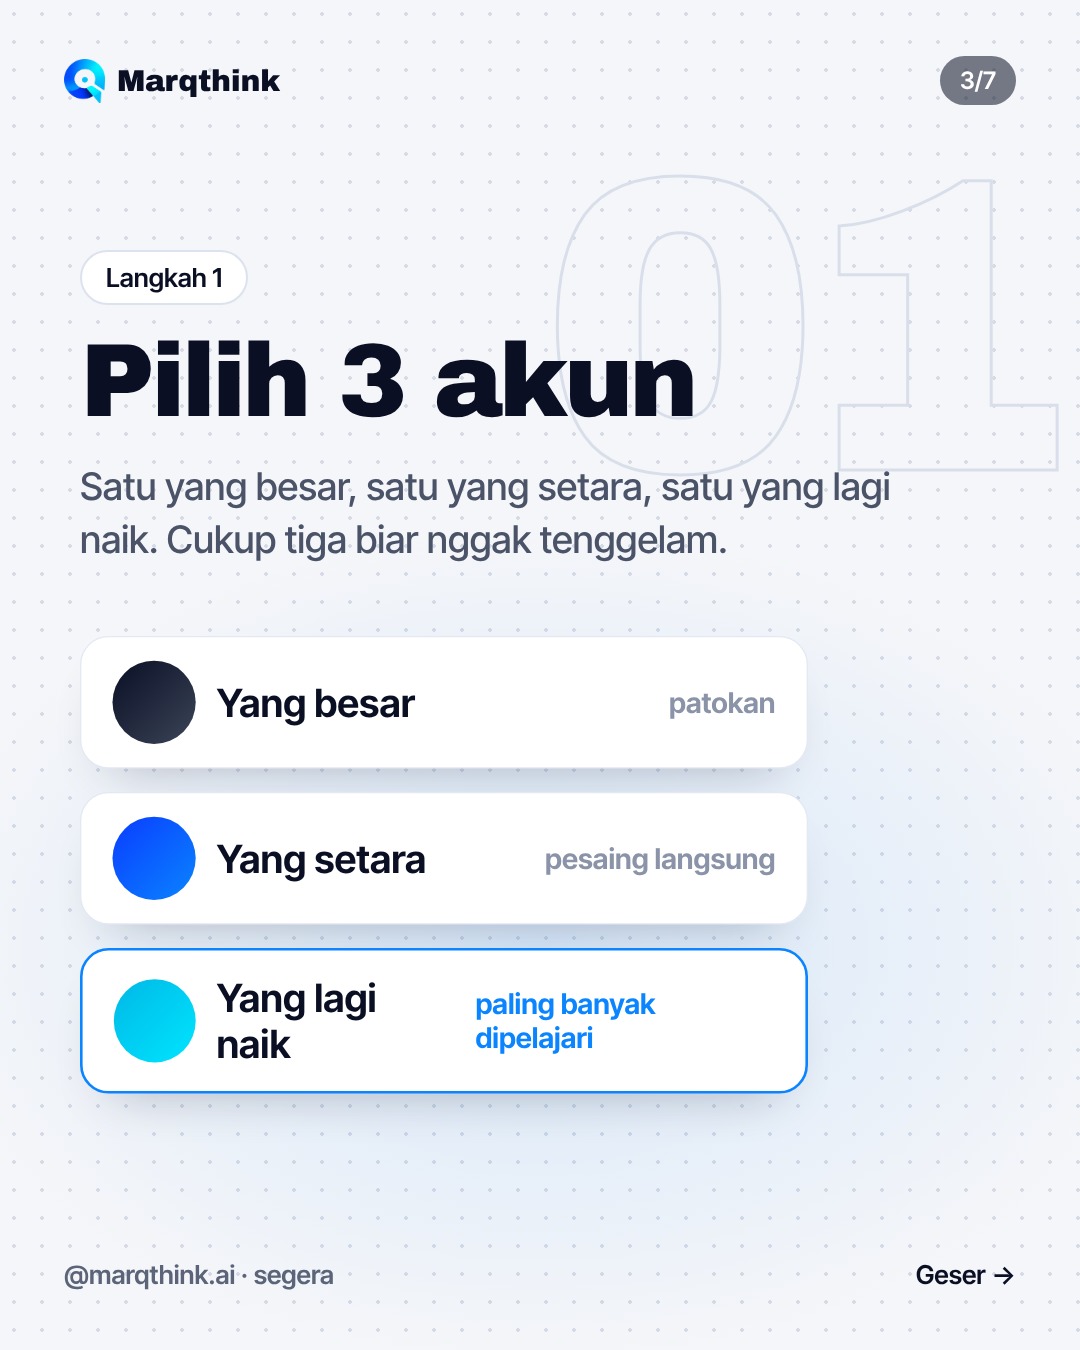 Marqthink
3/7
01
Langkah 1
Pilih 3 akun
Satu yang besar, satu yang setara, satu yang lagi
naik. Cukup tiga biar nggak tenggelam.
Yang besar
patokan
Yang setara
pesaing langsung
Yang lagi
naik
paling banyak
dipelajari
@marqthink.ai · segera
Geser →